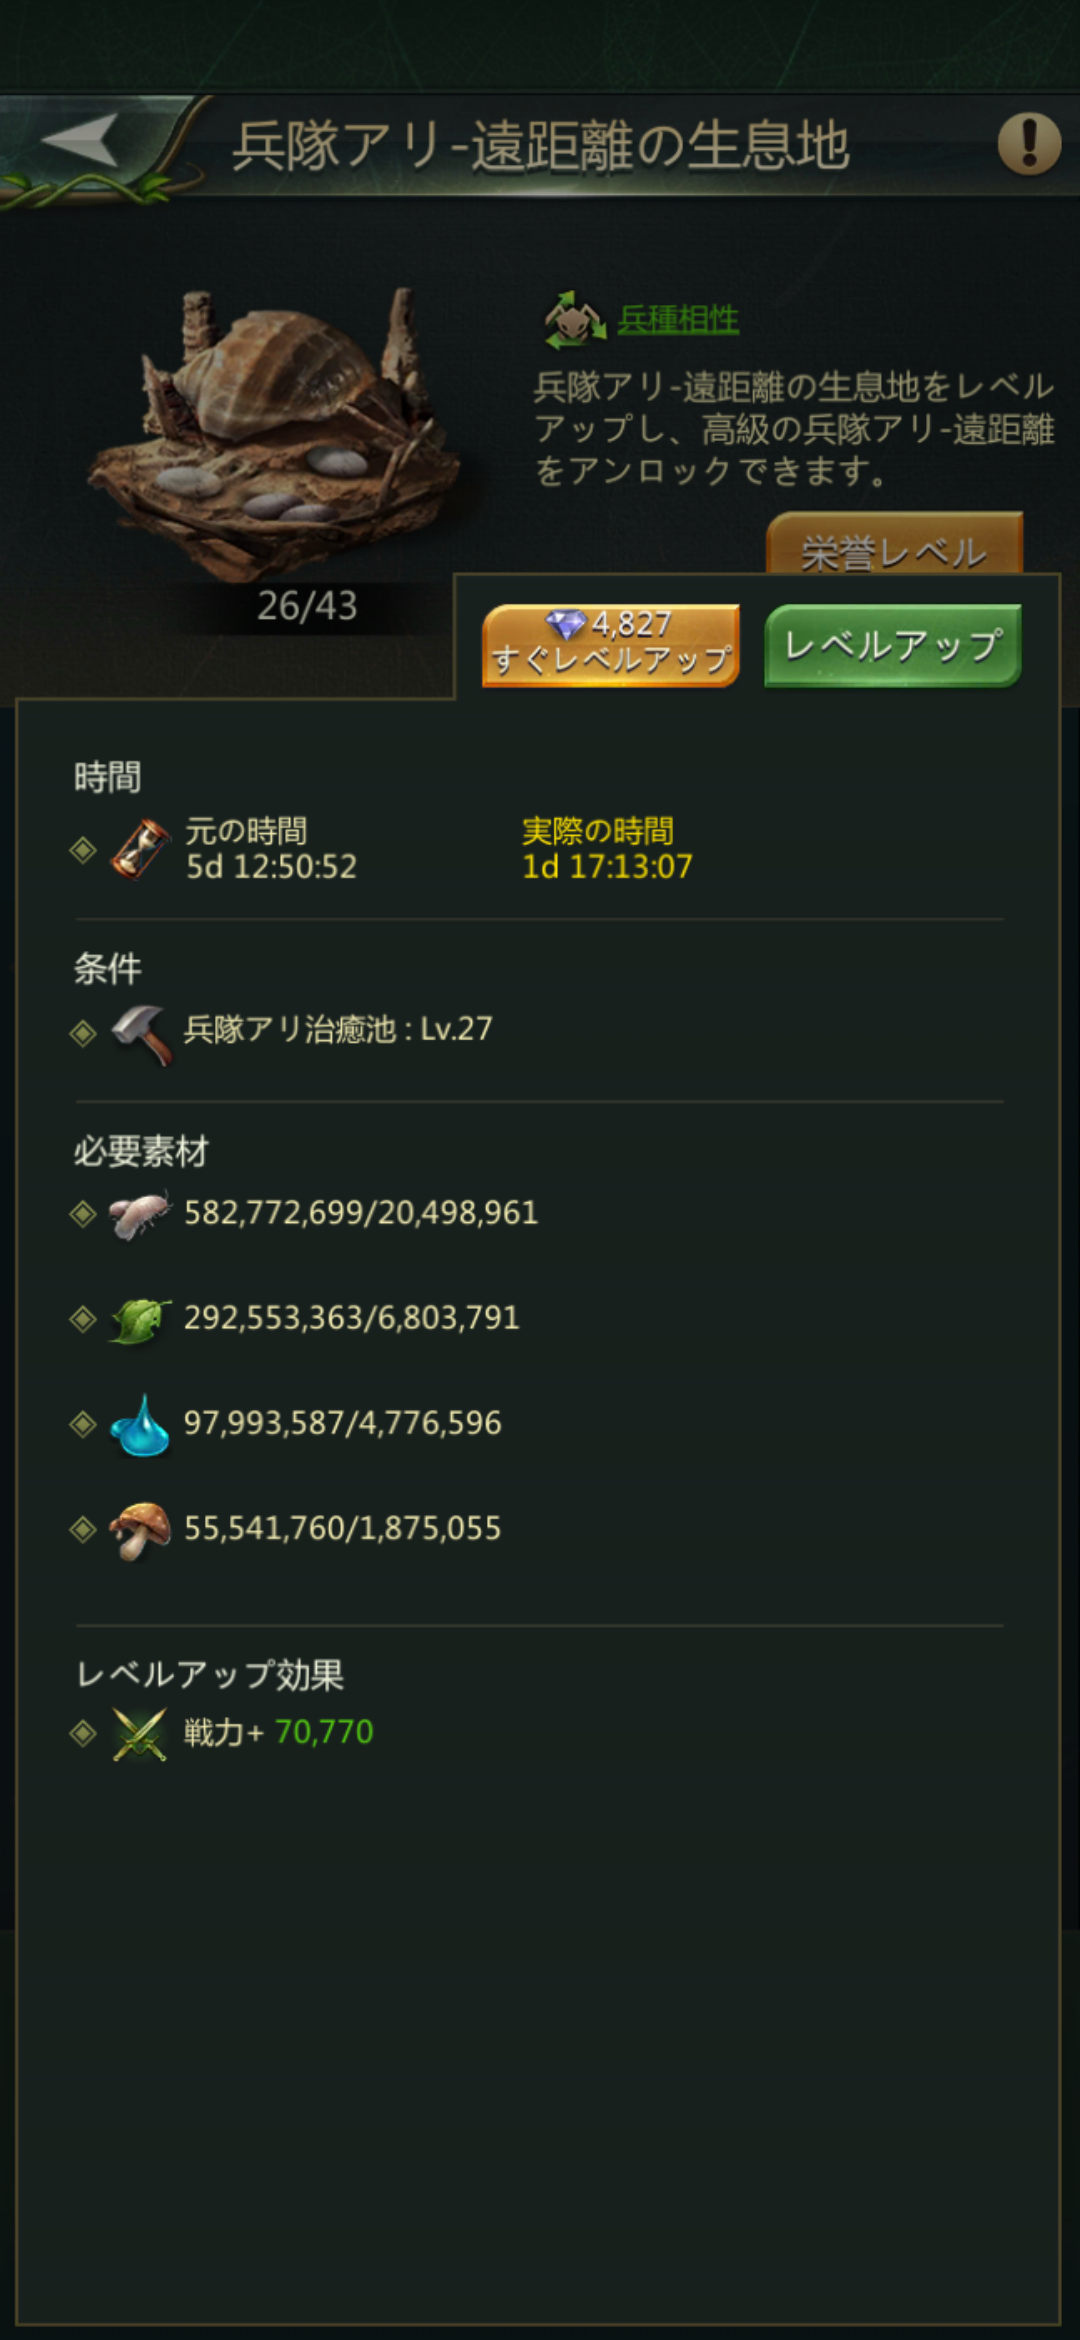 兵隊アリ-遠距離の生息地
兵種相性
兵隊アリ-遠距離の生息地をレベル
アップし、高級の兵隊アリ-遠距離
をアンロックできます。
栄誉レベル
26/43
4,827
すぐレベルアップ
レベルアップ
時間
元の時間 実際の時間
5d 12:50:52 1d 17:13:07
条件
兵隊アリ治癒池 : Lv.27
必要素材
582,772,699/20,498,961
292,553,363/6,803,791
97,993,587/4,776,596
55,541,760/1,875,055
レベルアップ効果
戦力+ 70,770